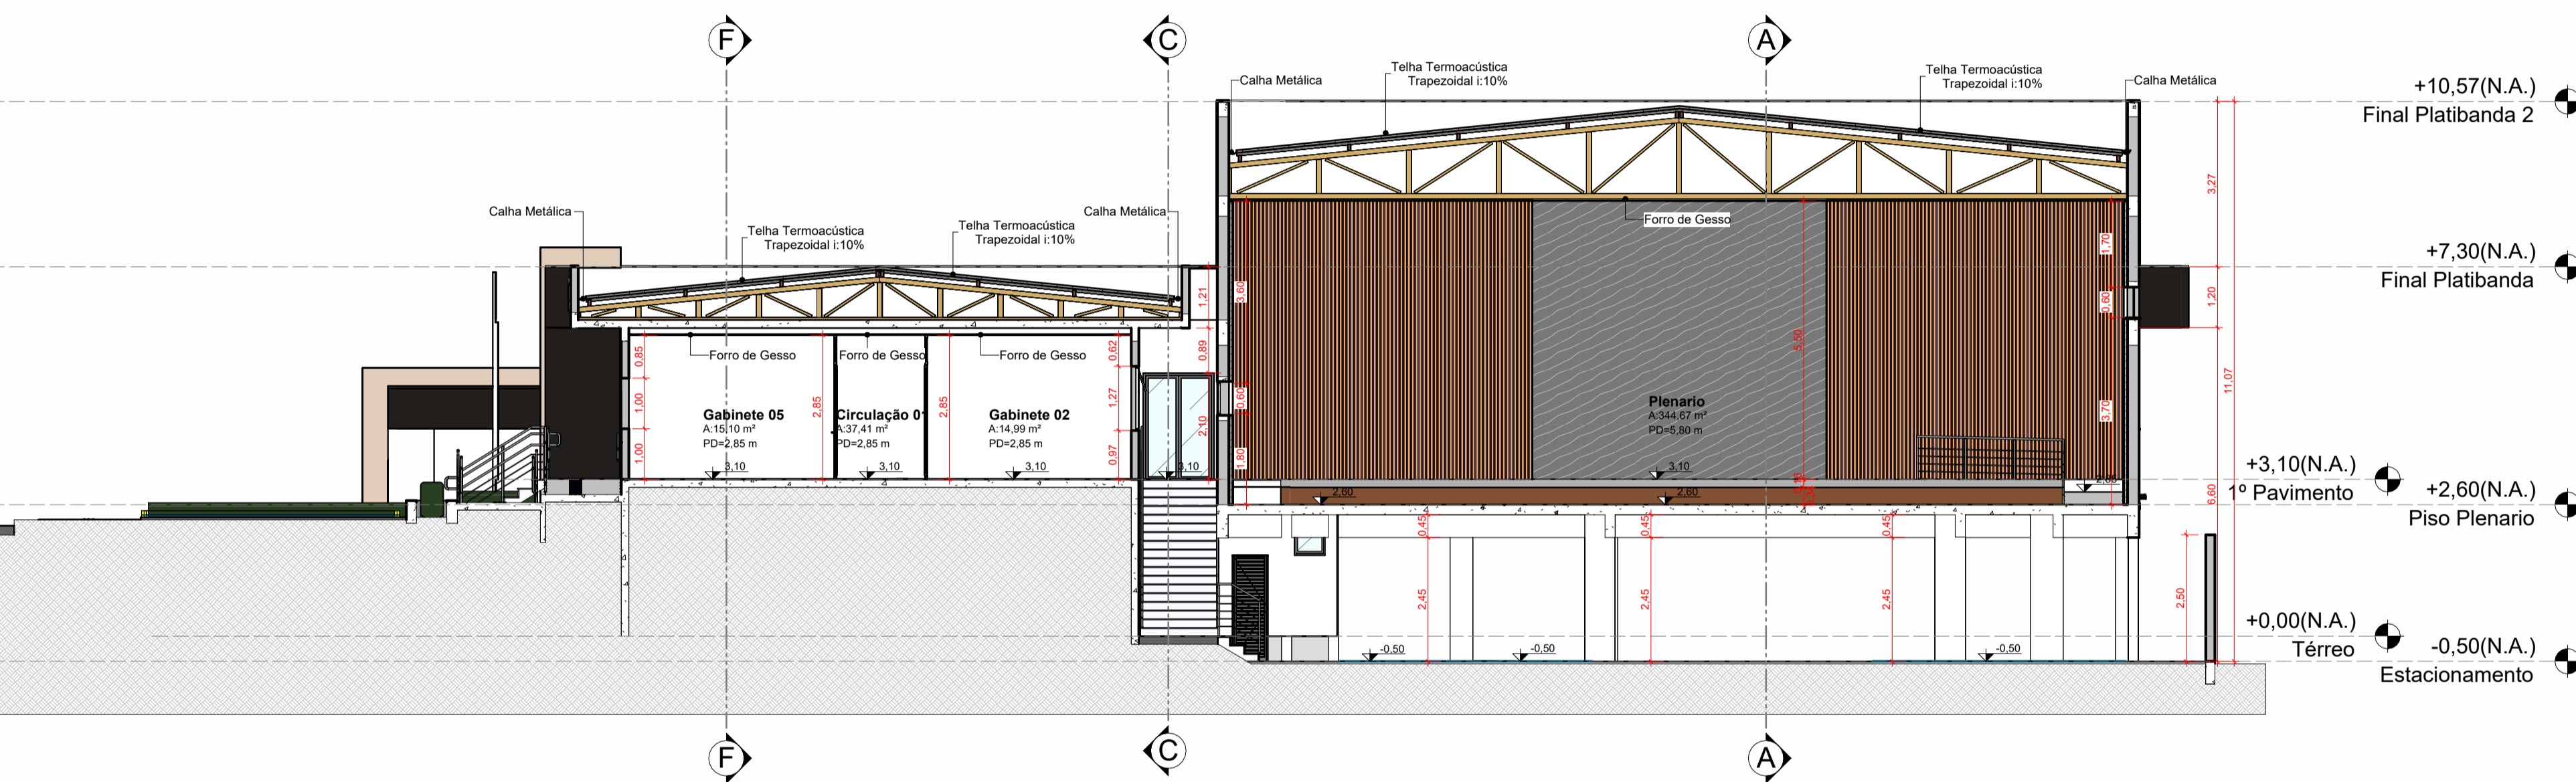 F
C
A
Calha Metálica
Telha Termoacústica
Trapezoidal i:10%
Telha Termoacústica
Trapezoidal i:10%
Calha Metálica
+10,57(N.A.)
Final Platibanda 2
3,27
Calha Metálica
Telha Termoacústica
Trapezoidal i:10%
Telha Termoacústica
Trapezoidal i:10%
Calha Metálica
Forro de Gesso
1,70
+7,30(N.A.)
Final Platibanda
1,21
3,60
0,60
1,20
5,50
0,85
Forro de Gesso
Forro de Gesso
Forro de Gesso
0,62
0,89
11,07
1,00
2,85
2,85
1,27
0,60
3,70
Gabinete 05
A:15,10 m²
PD=2,85 m
Circulação 0
A:37,41 m²
PD=2,85 m
Gabinete 02
A:14,99 m²
PD=2,85 m
Plenario
A:344,67 m²
PD=5,80 m
2,10
1,00
0,97
1,80
3,10
3,10
3,10
3,10
3,10
+3,10(N.A.)
1º Pavimento
2,60
2,60
6,60
+2,60(N.A.)
Piso Plenario
0,45
0,45
0,45
2,45
2,45
2,45
2,50
+0,00(N.A.)
Térreo
-0,50
-0,50
-0,50
-0,50(N.A.)
Estacionamento
F
C
A